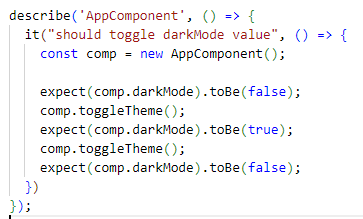 describe('AppComponent', () => {
  it("should toggle darkMode value", () => {
    const comp = new AppComponent();

    expect(comp.darkMode).toBe(false);
    comp.toggleTheme();
    expect(comp.darkMode).toBe(true);
    comp.toggleTheme();
    expect(comp.darkMode).toBe(false);
  })
});